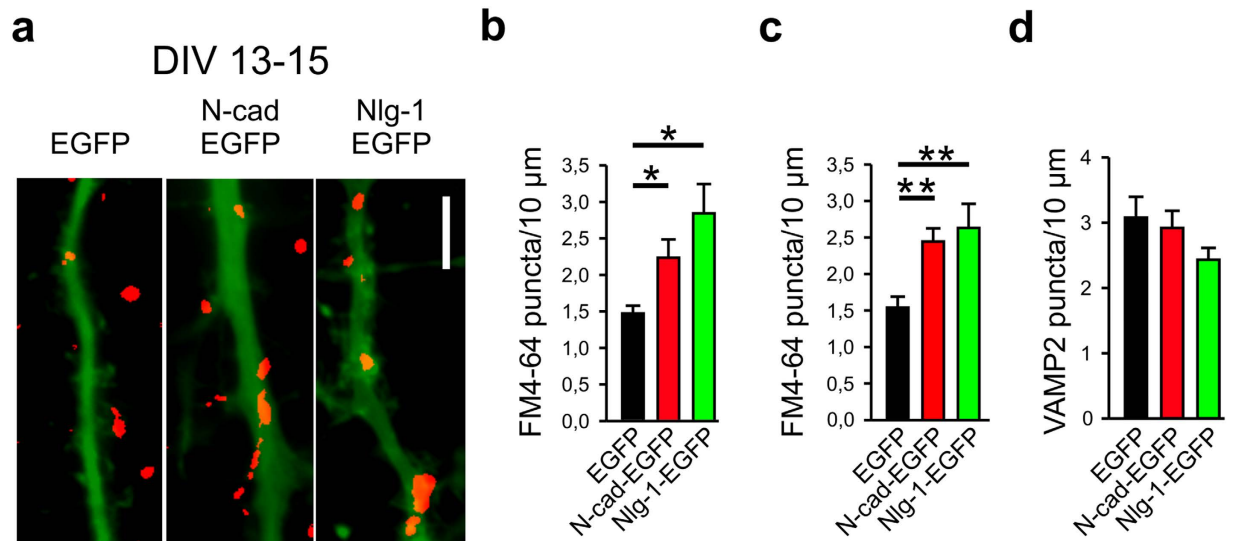 a
DIV 13-15
EGFP
N-cad
EGFP
Nlg-1
EGFP
b
FM4-64 puncta/10 µm
3,5
3,0
2,5
2,0
1,5
1,0
0,5
0,0
*
*
EGFP
N-cad-EGFP
Nlg-1-EGFP
c
FM4-64 puncta/10 µm
3,5
3,0
2,5
2,0
1,5
1,0
0,5
0,0
**
**
EGFP
N-cad-EGFP
Nlg-1-EGFP
d
VAMP2 puncta/10 µm
4
3
2
1
0
EGFP
N-cad-EGFP
Nlg-1-EGFP